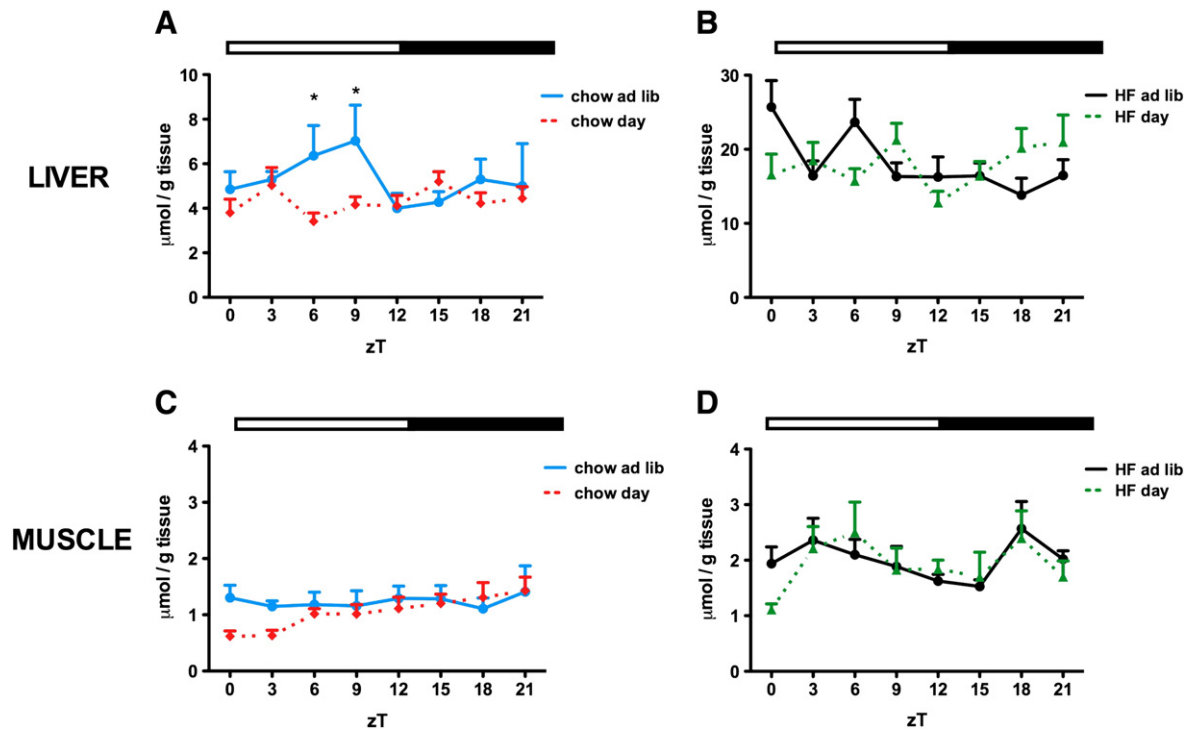 A
B
LIVER
μmol / g tissue
10
8
6
4
2
0
* *
chow ad lib
chow day
0 3 6 9 12 15 18 21
zT
μmol / g tissue
30
20
10
0
HF ad lib
HF day
0 3 6 9 12 15 18 21
zT
C
D
MUSCLE
μmol / g tissue
4
3
2
1
0
chow ad lib
chow day
0 3 6 9 12 15 18 21
zT
μmol / g tissue
4
3
2
1
0
HF ad lib
HF day
0 3 6 9 12 15 18 21
zT